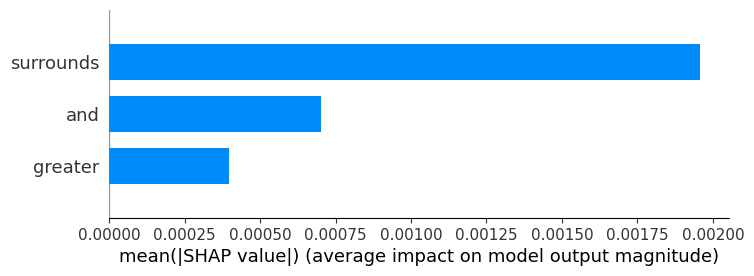 surrounds
and
greater
0.00000 0.00025 0.00050 0.00075 0.00100 0.00125 0.00150 0.00175 0.00200
mean(|SHAP value|) (average impact on model output magnitude)